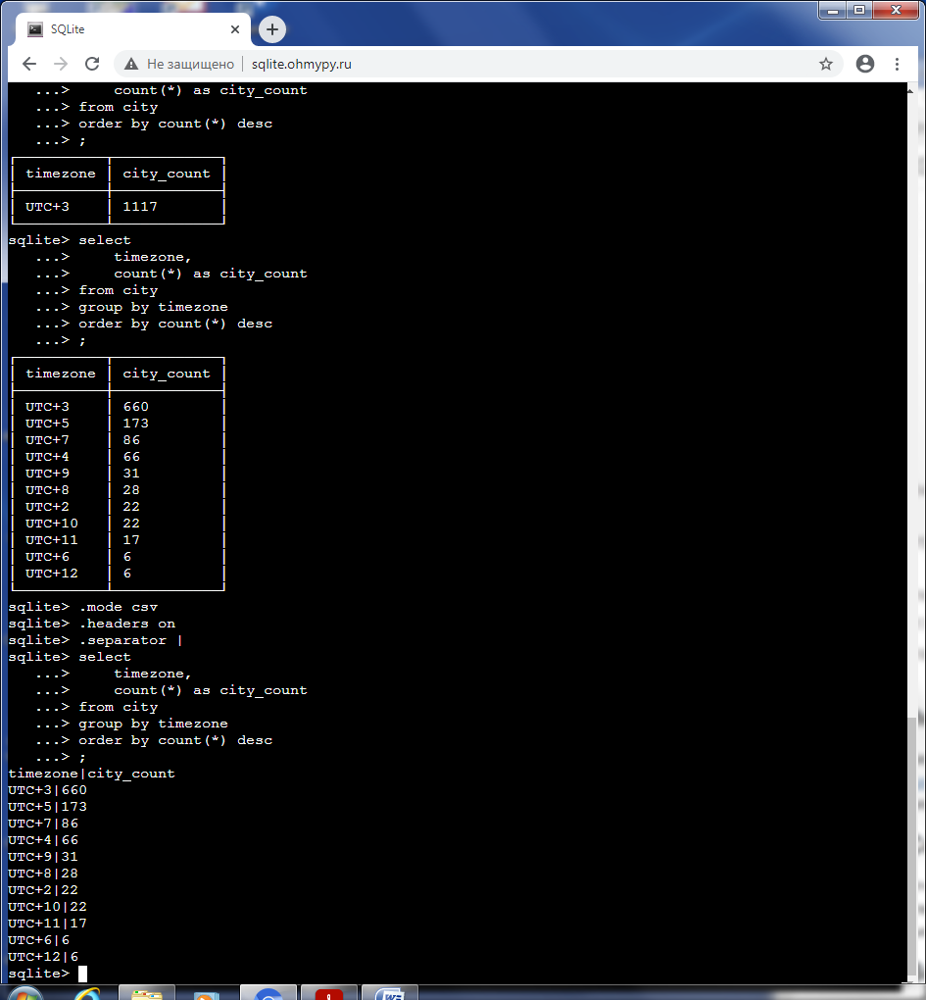 SQLite
Не защищено | sqlite.ohmypy.ru
...> count(*) as city_count
...> from city
...> order by count(*) desc
...> ;
timezone | city_count
UTC+3 | 1117
sqlite> select
...> timezone,
...> count(*) as city_count
...> from city
...> group by timezone
...> order by count(*) desc
...> ;
timezone | city_count
UTC+3 | 660
UTC+5 | 173
UTC+7 | 86
UTC+4 | 66
UTC+9 | 31
UTC+8 | 28
UTC+2 | 22
UTC+10 | 22
UTC+11 | 17
UTC+6 | 6
UTC+12 | 6
sqlite> .mode csv
sqlite> .headers on
sqlite> .separator |
sqlite> select
...> timezone,
...> count(*) as city_count
...> from city
...> group by timezone
...> order by count(*) desc
...> ;
timezone|city_count
UTC+3|660
UTC+5|173
UTC+7|86
UTC+4|66
UTC+9|31
UTC+8|28
UTC+2|22
UTC+10|22
UTC+11|17
UTC+6|6
UTC+12|6
sqlite>